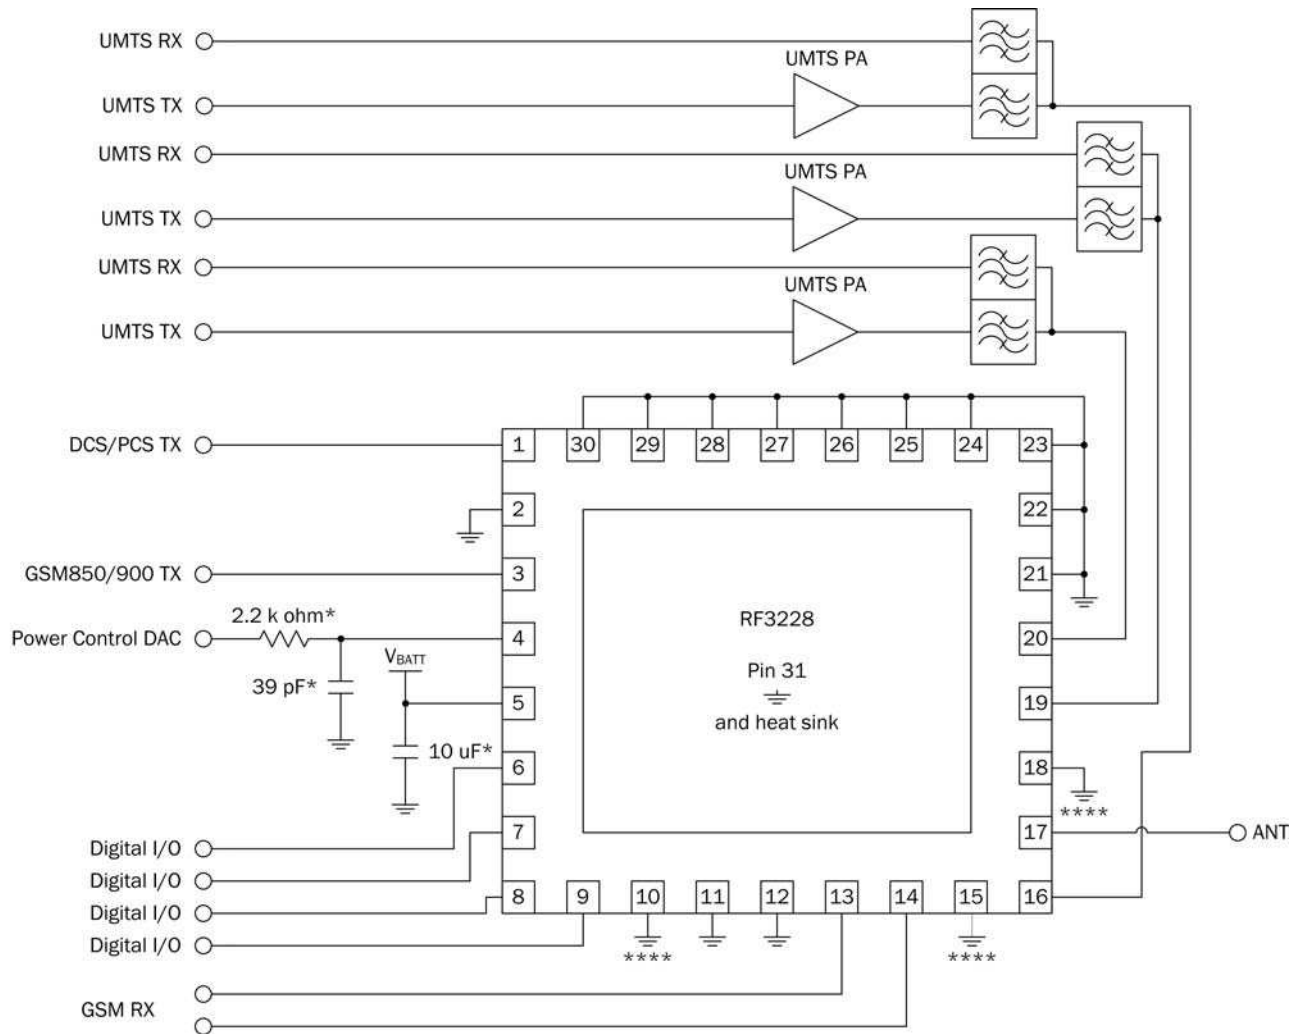 UMTS RX
UMTS PA
UMTS TX
UMTS RX
UMTS PA
UMTS TX
UMTS RX
UMTS PA
UMTS TX
DCS/PCS TX
1 30 29 28 27 26 25 24 23
2 22
GSM850/900 TX
3 21
2.2 k ohm*
RF3228
Power Control DAC
4 20
VBATT
Pin 31
39 pF*
5 19
and heat sink
10 uF*
6 18
****
7 17 ANT
Digital I/O
Digital I/O
8 9 10 11 12 13 14 15 16
Digital I/O
Digital I/O
**** ****
GSM RX